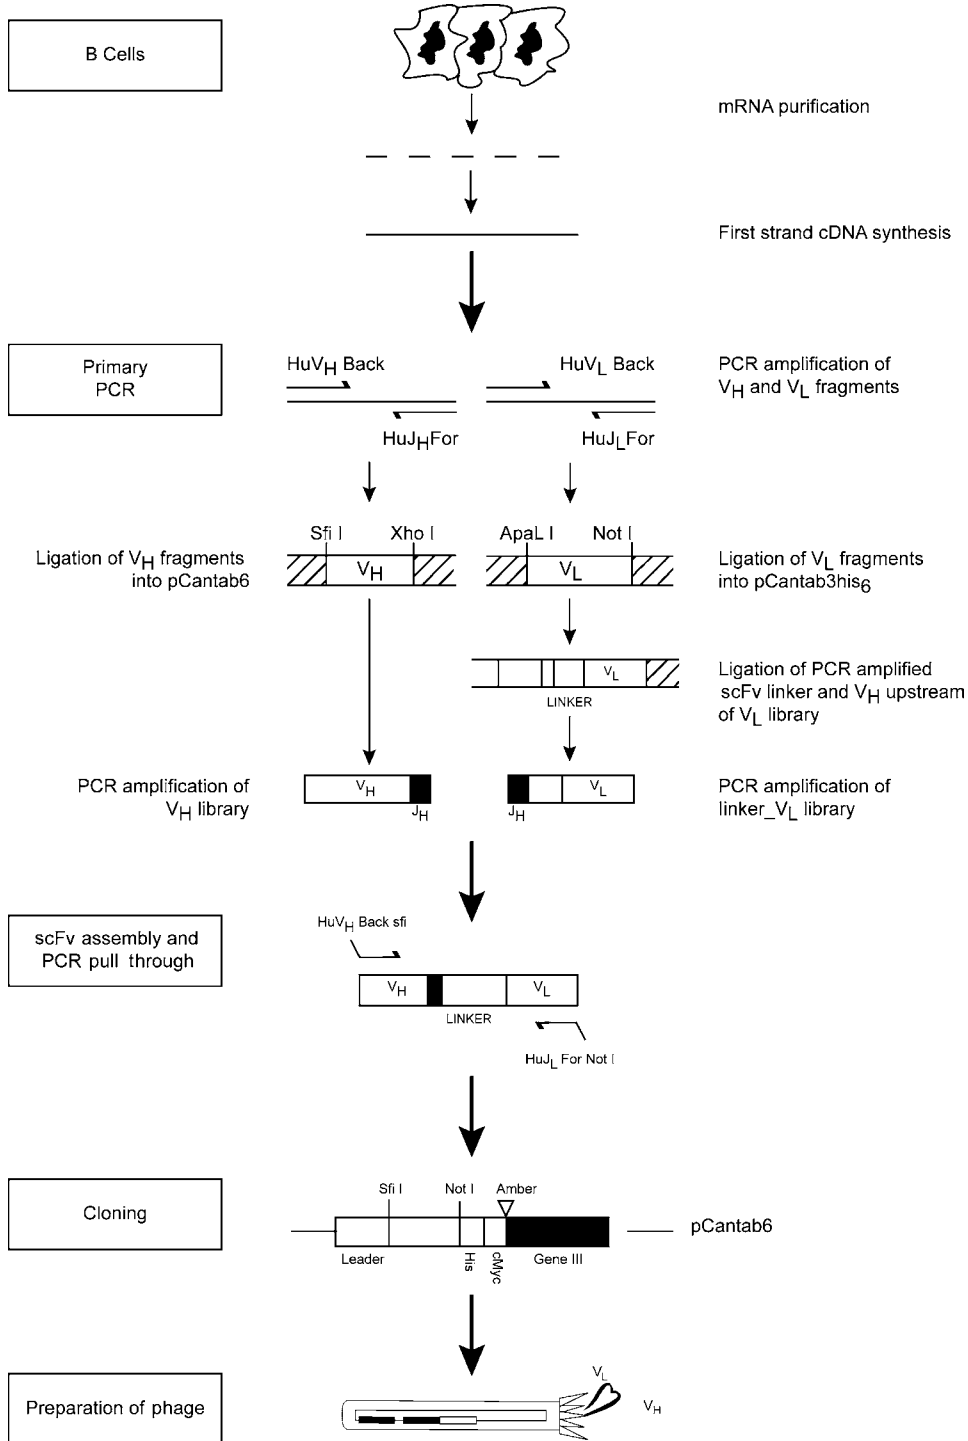 B Cells
mRNA purification
First strand cDNA synthesis
Primary
PCR
HuVH Back
HuVL Back
PCR amplification of
VH and VL fragments
HuJHFor
HuJLFor
Sfi I
Xho I
ApaL I
Not I
Ligation of VH fragments
into pCantab6
VH
VL
Ligation of VL fragments
into pCantab3his6
VL
LINKER
Ligation of PCR amplified
scFv linker and VH upstream
of VL library
PCR amplification of
VH library
VH
JH
VL
JH
PCR amplification of
linker_VL library
scFv assembly and
PCR pull through
HuVH Back sfi
VH
VL
LINKER
HuJL For Not I
Cloning
Sfi I
Not I
Amber
pCantab6
Leader
His
cMyc
Gene III
Preparation of phage
VL
VH